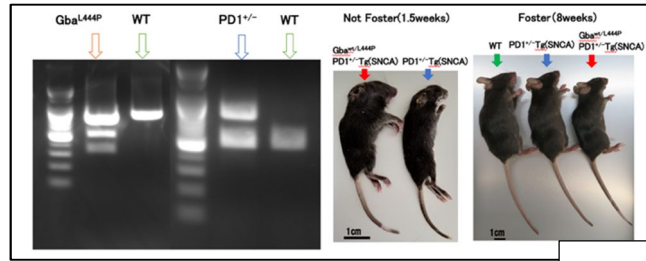 Gba^L444P WT PD1^+/- WT
Not Foster(1.5weeks)
Gba^wt/L444P
PD1^+/-Tg(SNCA) PD1^+/-Tg(SNCA)
1cm
Foster(8weeks)
Gba^wt/L444P
WT PD1^+/-Tg(SNCA) PD1^+/-Tg(SNCA)
1cm